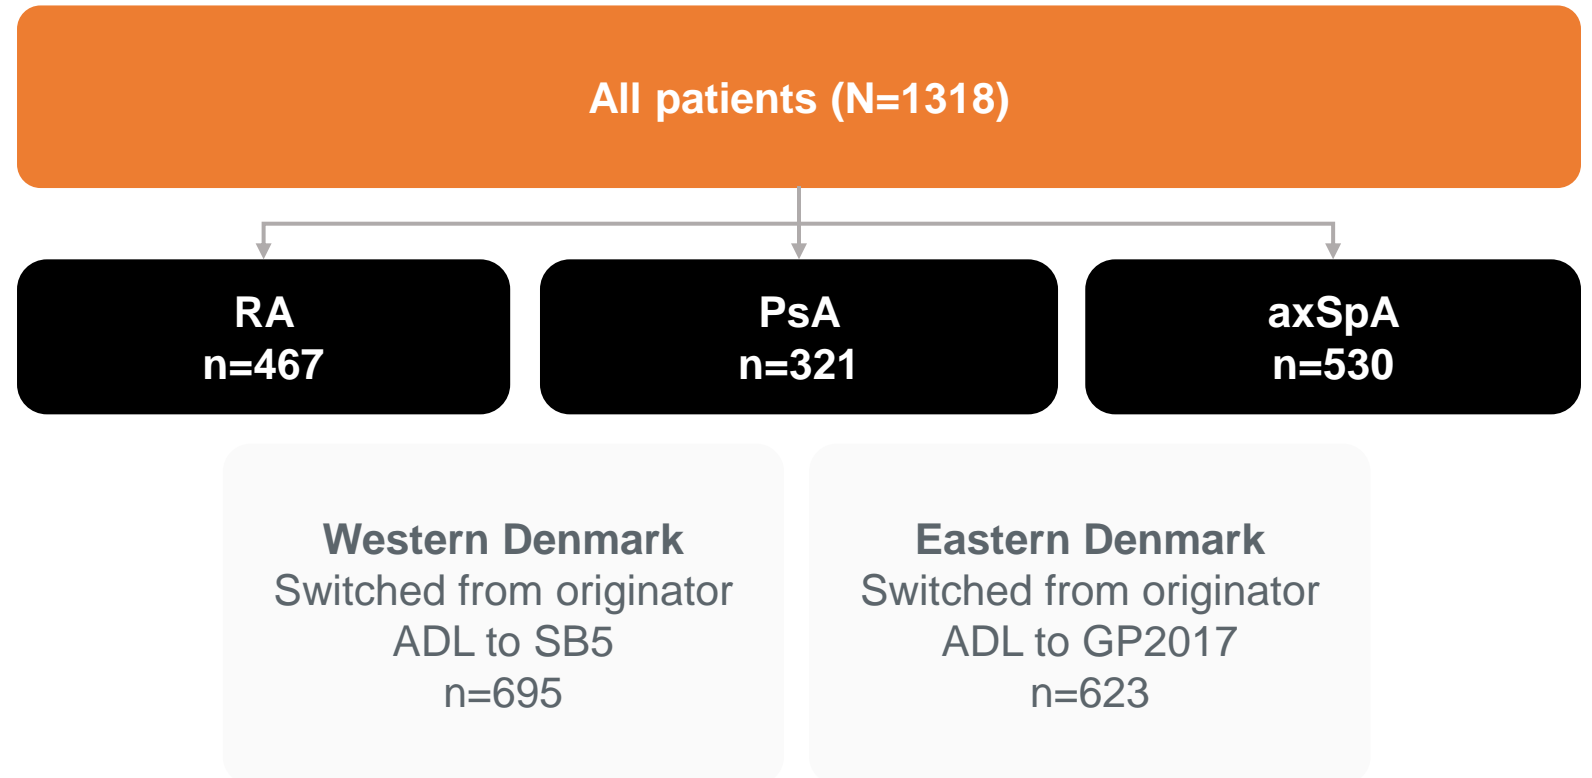 All patients (N=1318)
RA
n=467
PsA
n=321
axSpA
n=530
Western Denmark
Switched from originator
ADL to SB5
n=695
Eastern Denmark
Switched from originator
ADL to GP2017
n=623